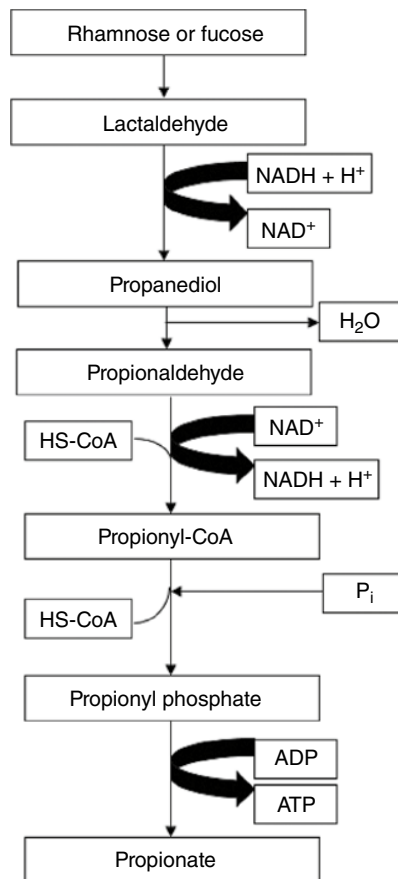 Rhamnose or fucose
Lactaldehyde
NADH + H⁺
NAD⁺
Propanediol
H₂O
Propionaldehyde
HS-CoA
NAD⁺
NADH + H⁺
Propionyl-CoA
Pᵢ
HS-CoA
Propionyl phosphate
ADP
ATP
Propionate